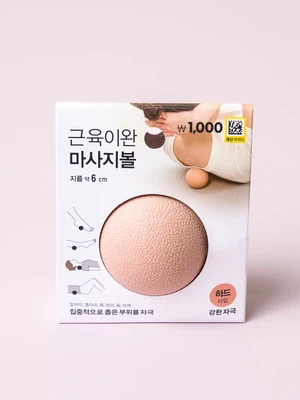 ₩1,000
근육이완
마사지볼
지름 약 6 cm
집중적으로 좁은 부위를 자극
하드
타입
강한 자극